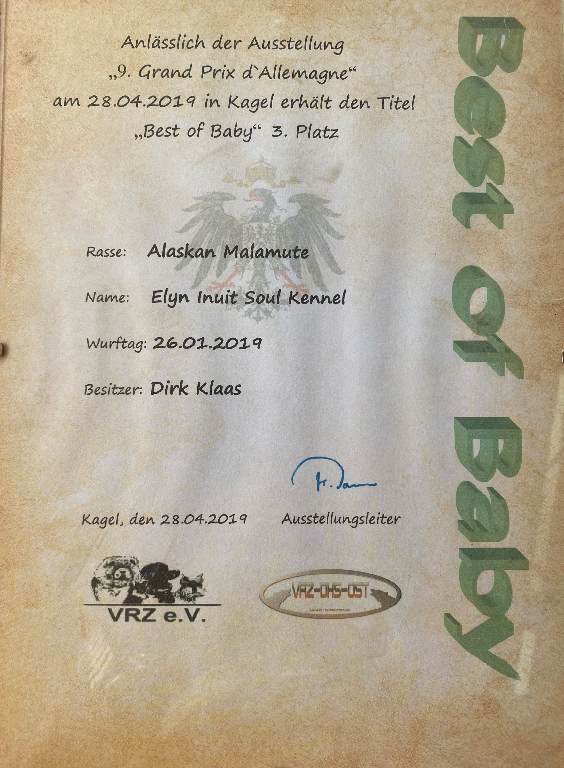 Anlässlich der Ausstellung
„9. Grand Prix d`Allemagne“
am 28.04.2019 in Kagel erhält den Titel
„Best of Baby“ 3. Platz
Rasse: Alaskan Malamute
Name: Elyn Inuit Soul Kennel
Wurftag: 26.01.2019
Besitzer: Dirk Klaas
Kagel, den 28.04.2019 Ausstellungsleiter
VRZ e.V.
VRZ-DHS-OST
Best of Baby